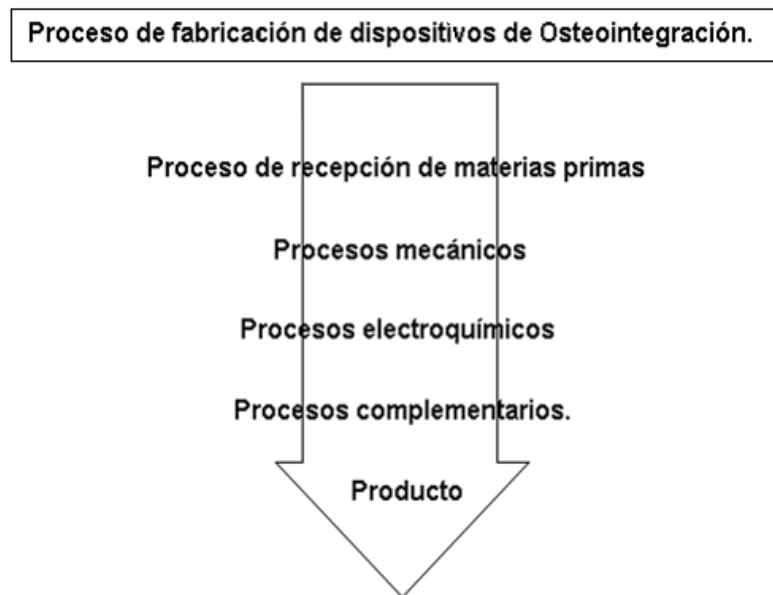 Proceso de fabricación de dispositivos de Osteointegración.
Proceso de recepción de materias primas
Procesos mecánicos
Procesos electroquímicos
Procesos complementarios.
Producto